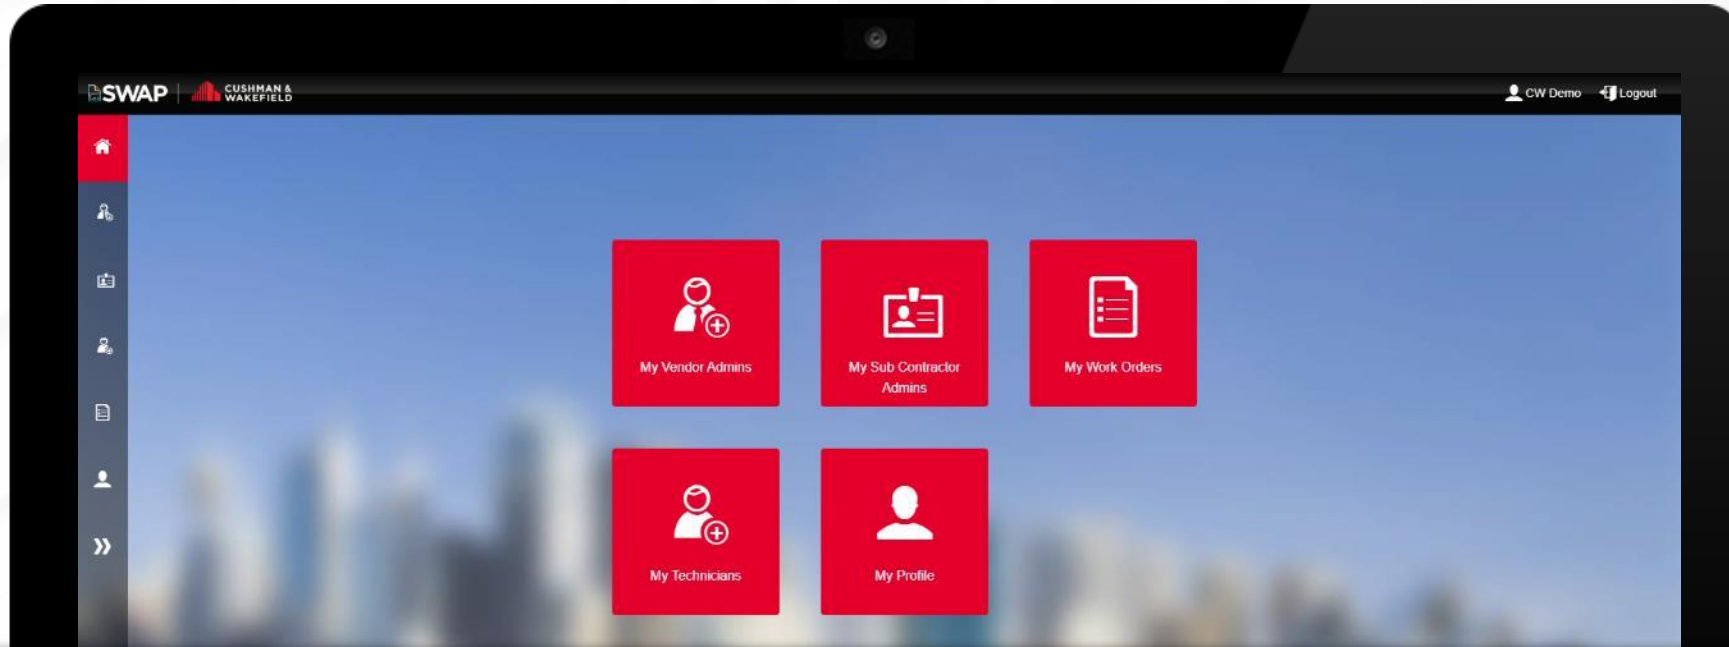 SWAP
CUSHMAN &
WAKEFIELD
CW Demo
Logout
My Vendor Admins
My Sub Contractor
Admins
My Work Orders
My Technicians
My Profile